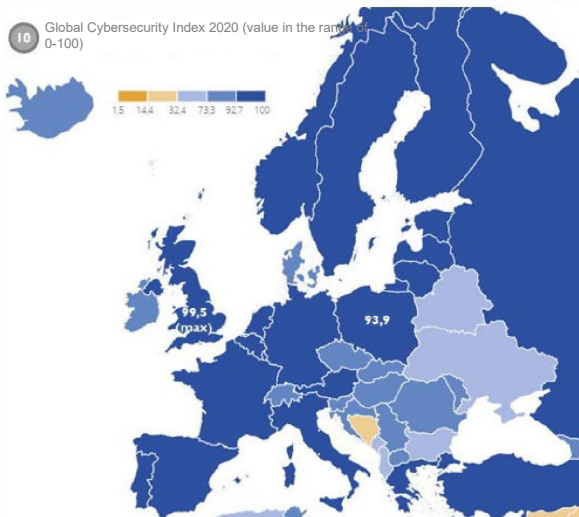 10
Global Cybersecurity Index 2020 (value in the range of
0-100)
1,5 14,4 32,4 73,3 92,7 100
99,5
(max)
93,9